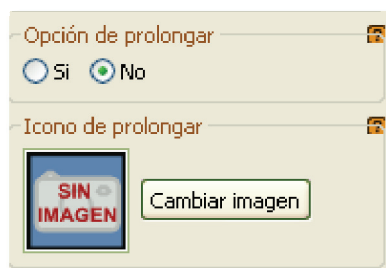 Opción de prolongar
Si No
Icono de prolongar
SIN
IMAGEN
Cambiar imagen